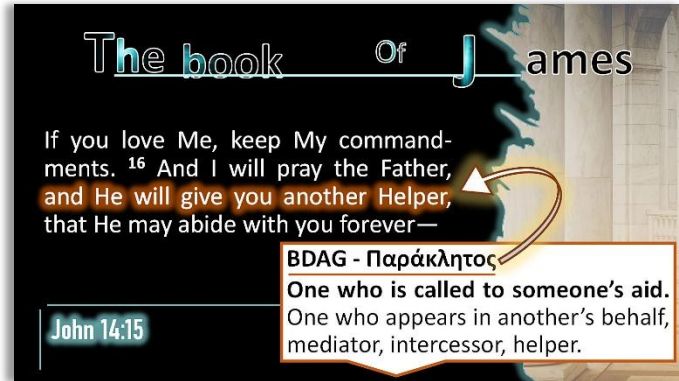 The book Of James
If you love Me, keep My command-
ments. 16 And I will pray the Father,
and He will give you another Helper,
that He may abide with you forever—
BDAG - Παράκλητος
One who is called to someone’s aid.
One who appears in another’s behalf,
mediator, intercessor, helper.
John 14:15